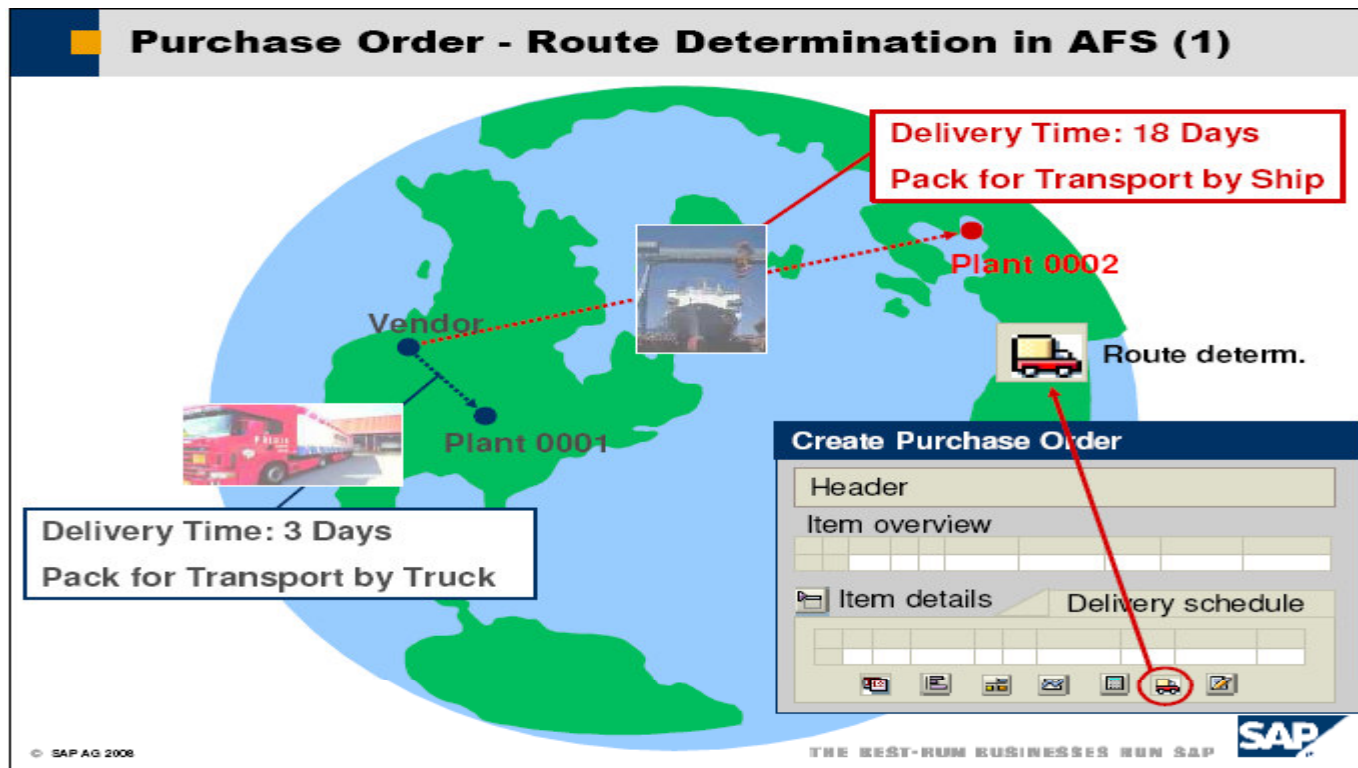 Purchase Order - Route Determination in AFS (1)
Delivery Time: 18 Days
Pack for Transport by Ship
Plant 0002
Vendor
Route determ.
Plant 0001
Delivery Time: 3 Days
Pack for Transport by Truck
Create Purchase Order
Header
Item overview
Item details
Delivery schedule
© SAP AG 2008
THE BEST-RUN BUSINESSES RUN SAP
SAP